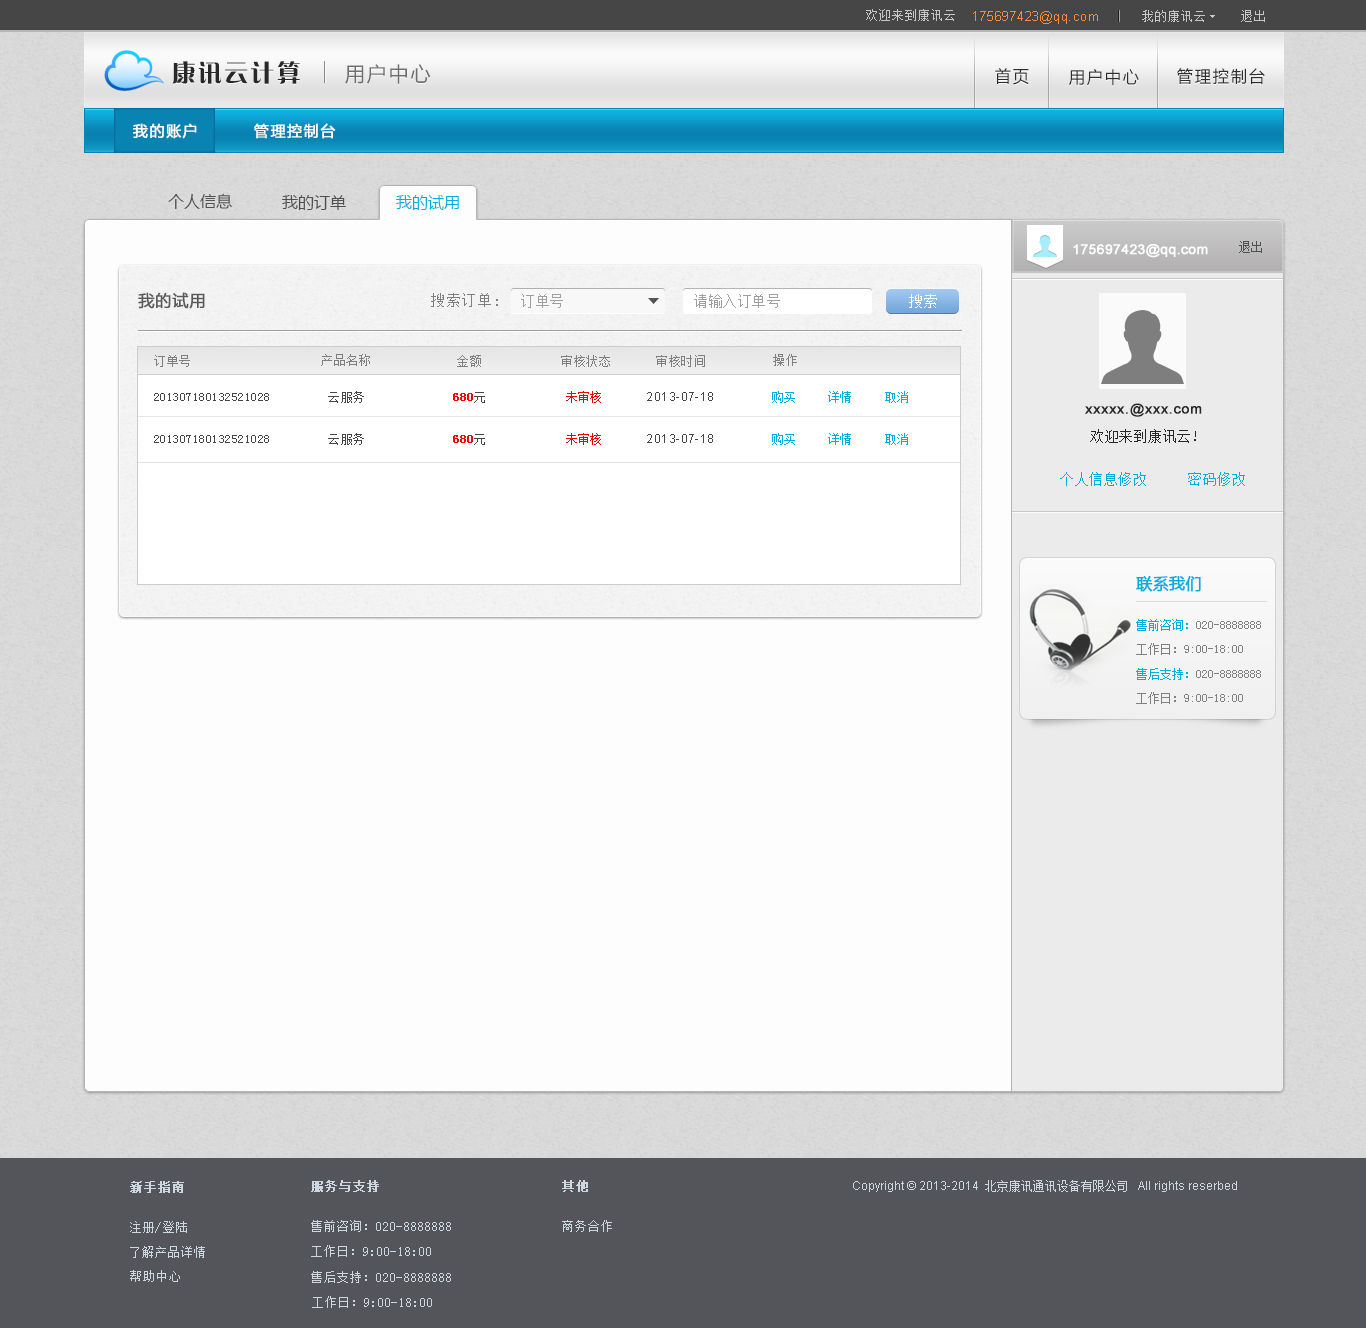 欢迎来到康讯云 175697423@qq.com | 我的康讯云 退出
康讯云计算 | 用户中心 首页 用户中心 管理控制台
我的账户 管理控制台
个人信息 我的订单 我的试用
175697423@qq.com 退出
我的试用 搜索订单： 订单号 请输入订单号 搜索
订单号 产品名称 金额 审核状态 审核时间 操作
201307180132521028 云服务 680元 未审核 2013-07-18 购买 详情 取消
201307180132521028 云服务 680元 未审核 2013-07-18 购买 详情 取消
xxxxx.@xxx.com
欢迎来到康讯云！
个人信息修改 密码修改
联系我们
售前咨询：020-8888888
工作日：9:00-18:00
售后支持：020-8888888
工作日：9:00-18:00
新手指南
注册/登陆
了解产品详情
帮助中心
服务与支持
售前咨询：020-8888888
工作日：9:00-18:00
售后支持：020-8888888
工作日：9:00-18:00
其他
商务合作
Copyright © 2013-2014 北京康讯通讯设备有限公司 All rights reserbed